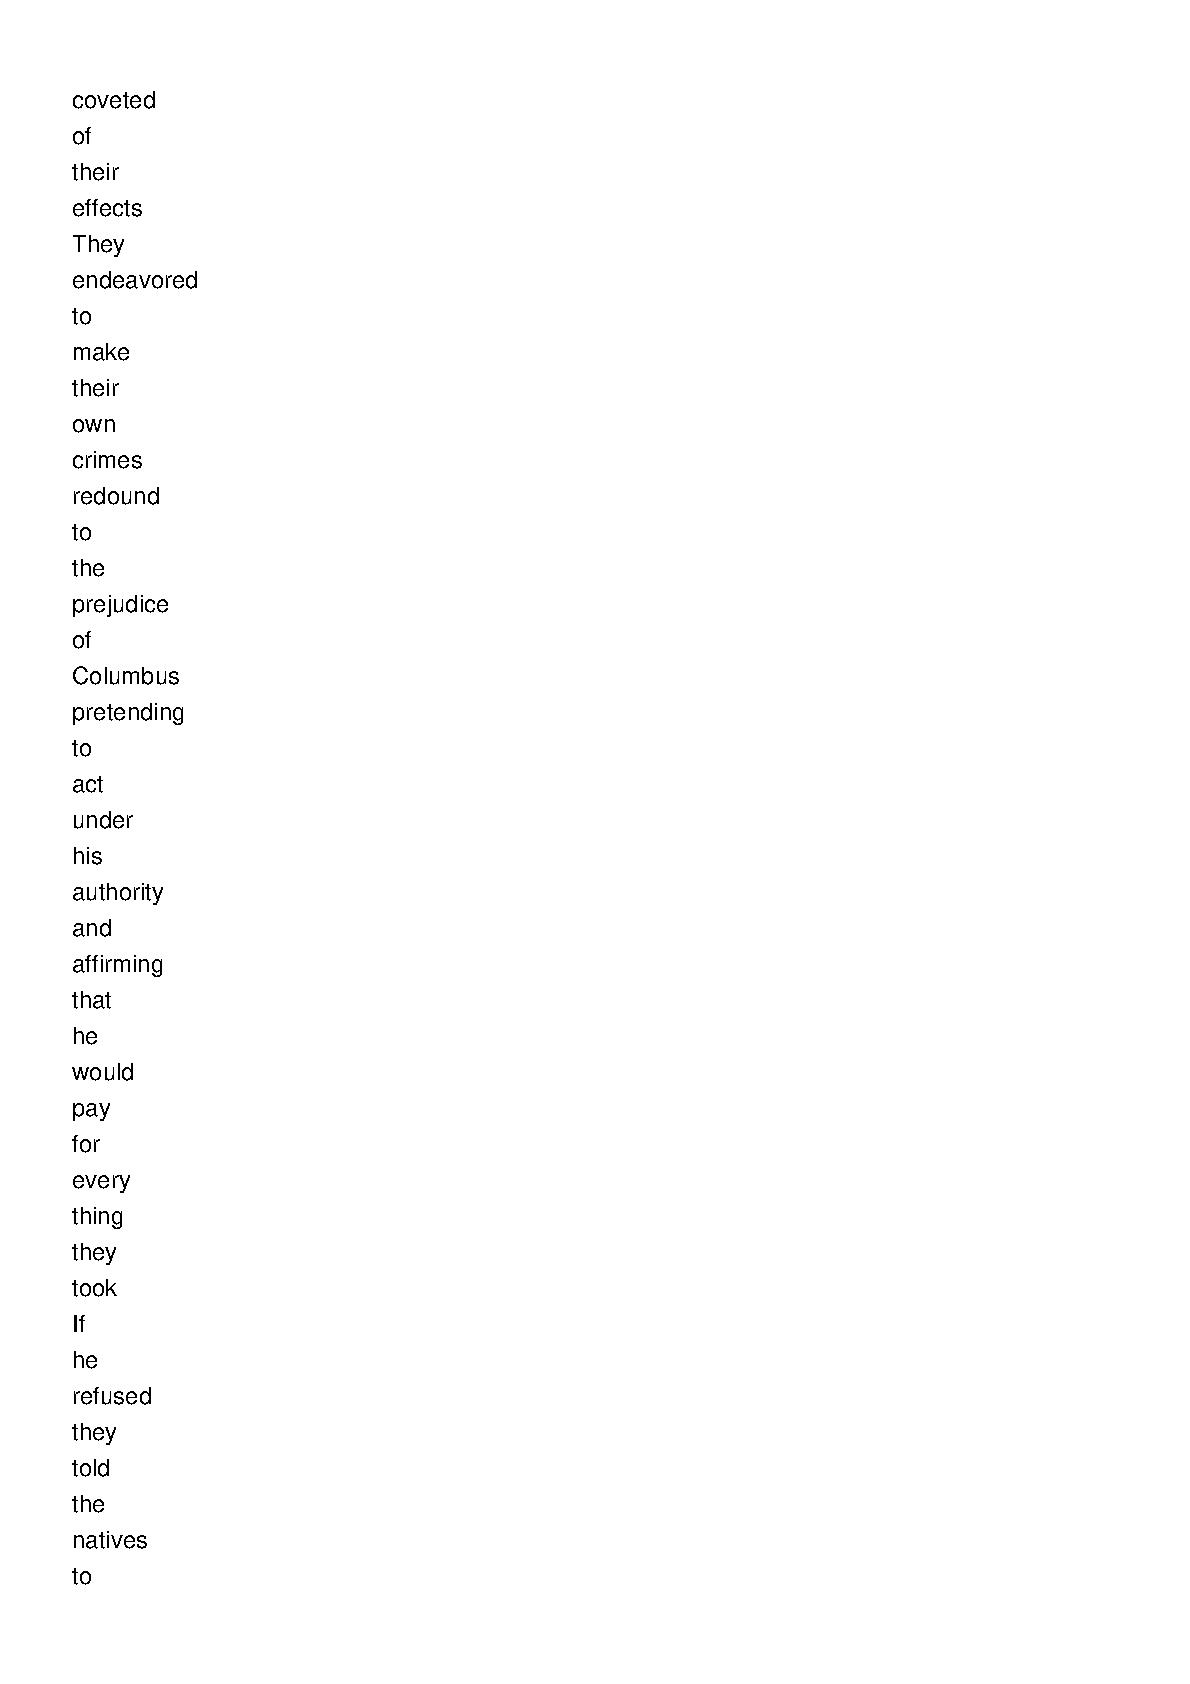 coveted
of
their
effects
They
endeavored
to
make
their
own
crimes
redound
to
the
prejudice
of
Columbus
pretending
to
act
under
his
authority
and
affirming
that
he
would
pay
for
every
thing
they
took
If
he
refused
they
told
the
natives
to